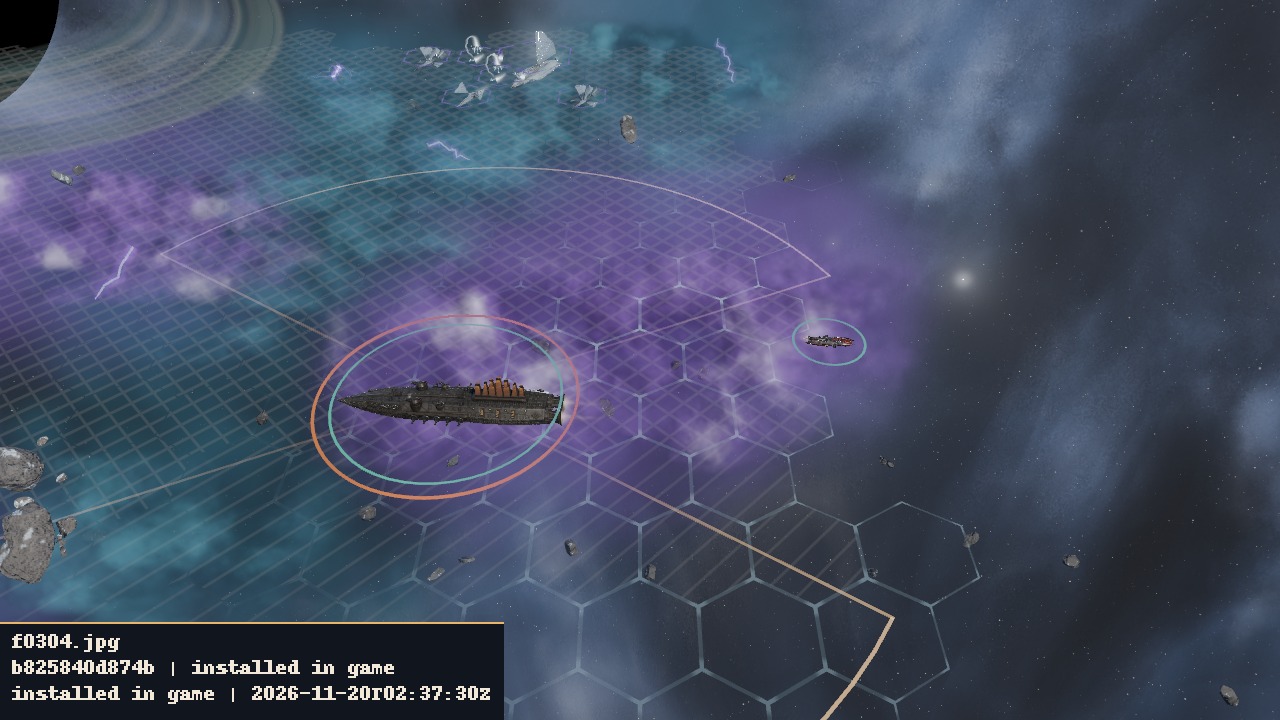 f0304.jpg
b825840d874b | installed in game
installed in game | 2026-11-20T02:37:30Z